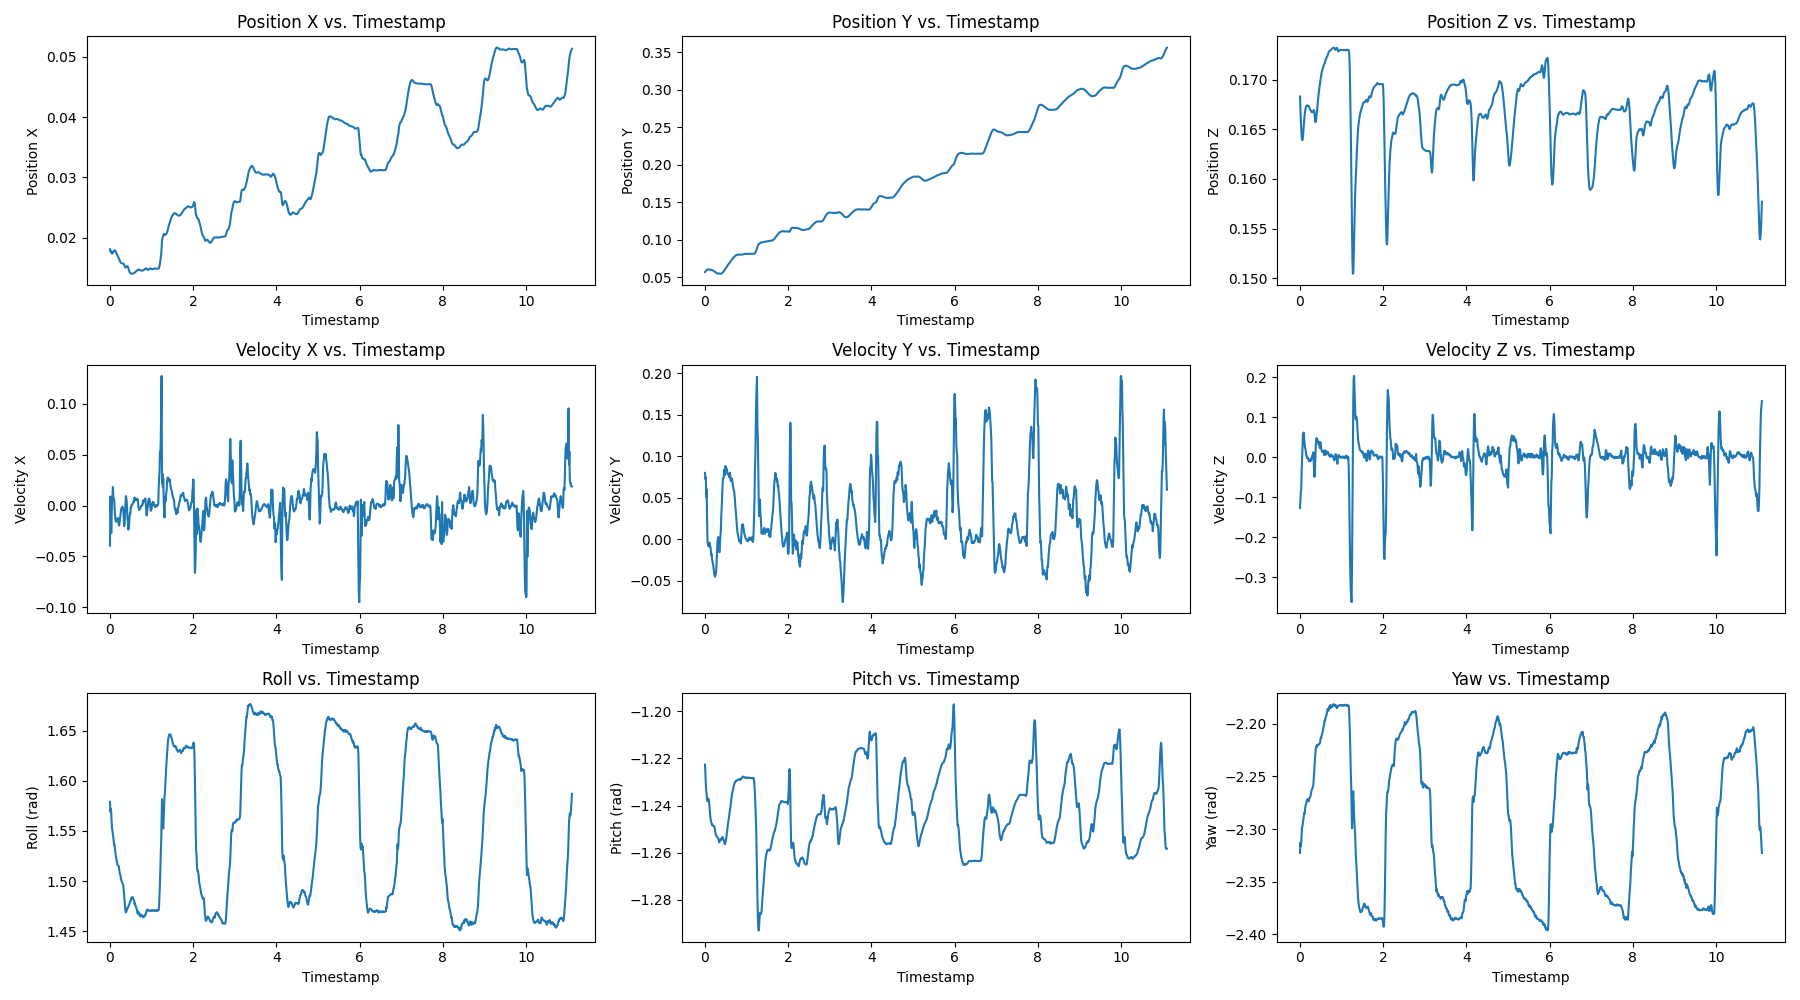 Position X vs. Timestamp
Position X
0.05
0.04
0.03
0.02
0 2 4 6 8 10
Timestamp
Position Y vs. Timestamp
Position Y
0.35
0.30
0.25
0.20
0.15
0.10
0.05
0 2 4 6 8 10
Timestamp
Position Z vs. Timestamp
Position Z
0.170
0.165
0.160
0.155
0.150
0 2 4 6 8 10
Timestamp
Velocity X vs. Timestamp
Velocity X
0.10
0.05
0.00
−0.05
−0.10
0 2 4 6 8 10
Timestamp
Velocity Y vs. Timestamp
Velocity Y
0.20
0.15
0.10
0.05
0.00
−0.05
0 2 4 6 8 10
Timestamp
Velocity Z vs. Timestamp
Velocity Z
0.2
0.1
0.0
−0.1
−0.2
−0.3
0 2 4 6 8 10
Timestamp
Roll vs. Timestamp
Roll (rad)
1.65
1.60
1.55
1.50
1.45
0 2 4 6 8 10
Timestamp
Pitch vs. Timestamp
Pitch (rad)
−1.20
−1.22
−1.24
−1.26
−1.28
0 2 4 6 8 10
Timestamp
Yaw vs. Timestamp
Yaw (rad)
−2.20
−2.25
−2.30
−2.35
−2.40
0 2 4 6 8 10
Timestamp